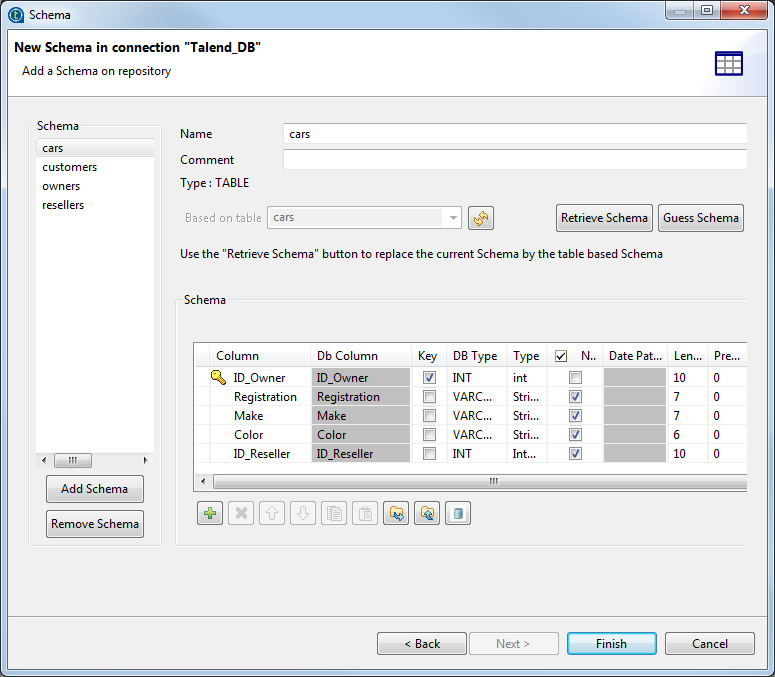 Schema
New Schema in connection "Talend_DB"
Add a Schema on repository
Schema
cars
customers
owners
resellers
Add Schema
Remove Schema
Name cars
Comment
Type : TABLE
Based on table cars
Retrieve Schema Guess Schema
Use the "Retrieve Schema" button to replace the current Schema by the table based Schema
Schema
Column Db Column Key DB Type Type N.. Date Pat... Len... Pre...
ID_Owner ID_Owner INT int 10 0
Registration Registration VARC... Stri... 7 0
Make Make VARC... Stri... 7 0
Color Color VARC... Stri... 6 0
ID_Reseller ID_Reseller INT Int... 10 0
< Back Next > Finish Cancel